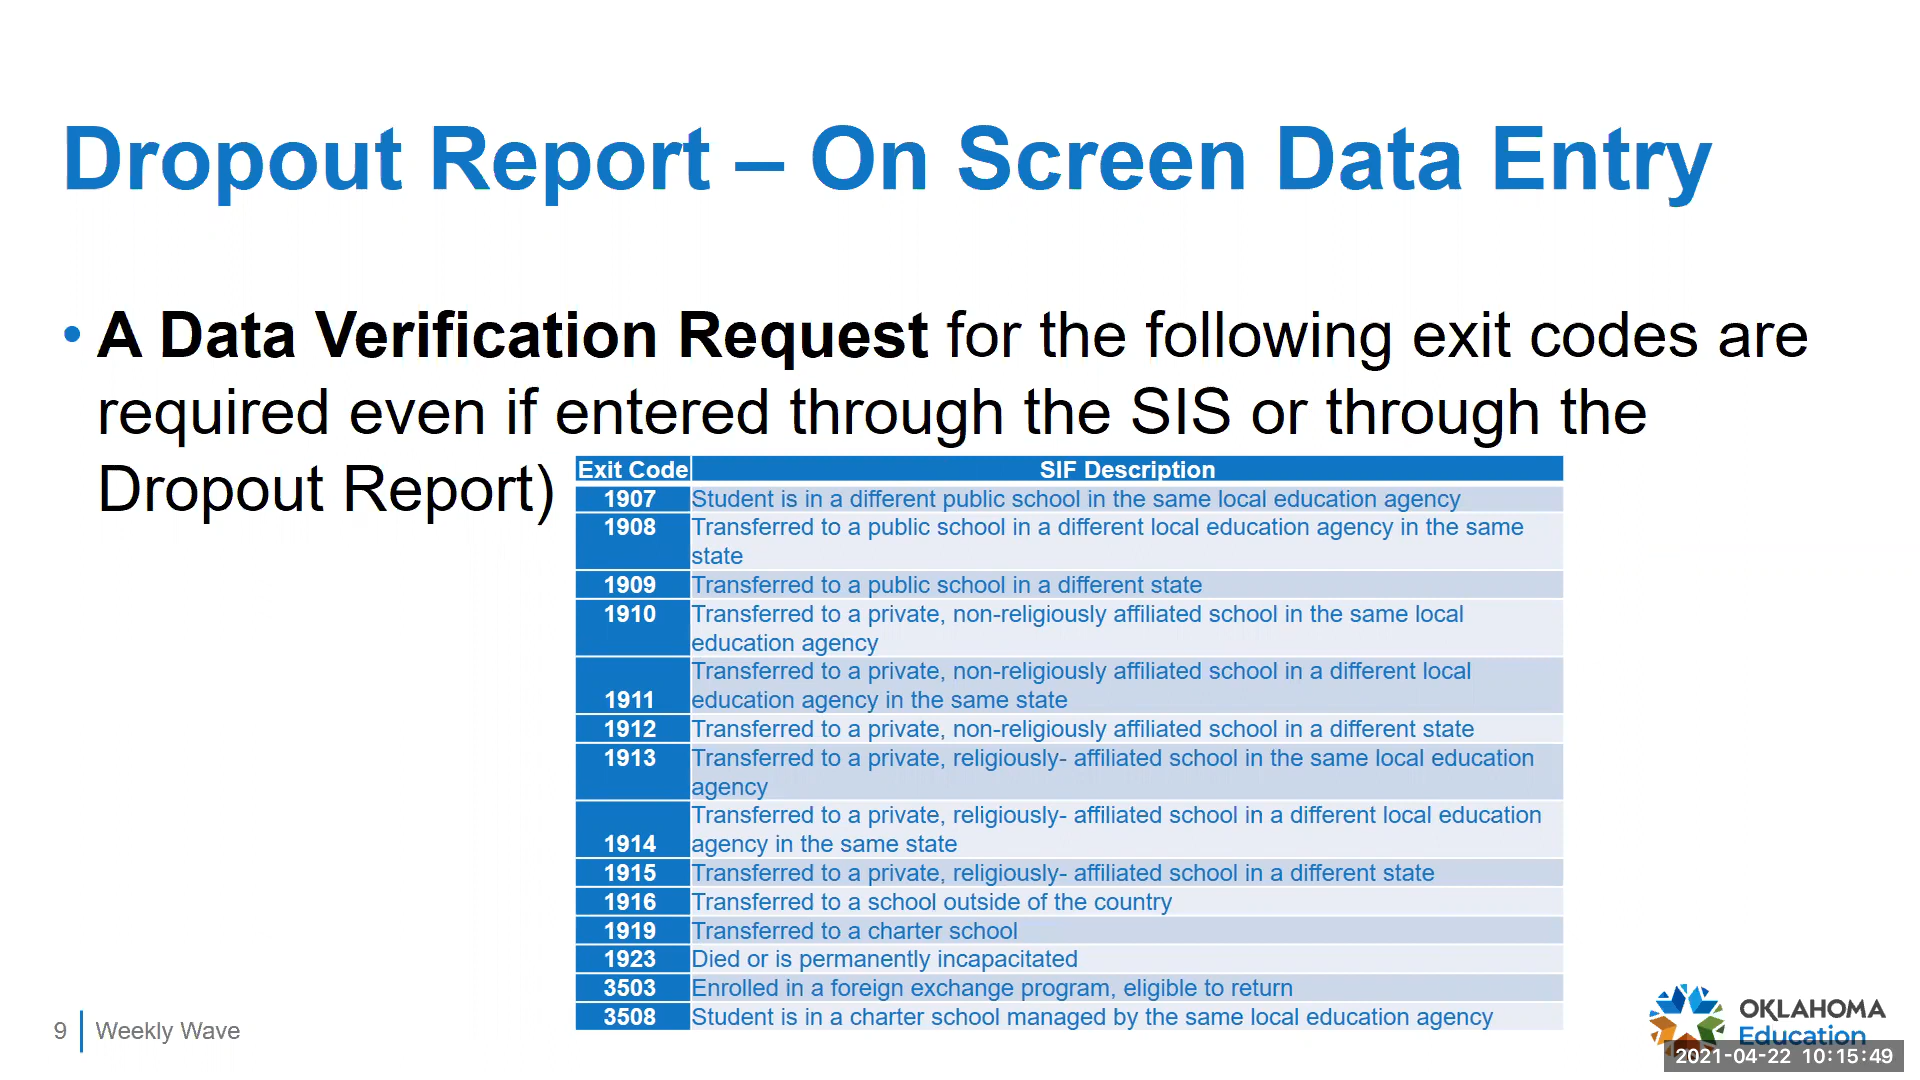 Dropout Report – On Screen Data Entry
• A Data Verification Request for the following exit codes are
required even if entered through the SIS or through the
Dropout Report)
Exit Code SIF Description
1907 Student is in a different public school in the same local education agency
1908 Transferred to a public school in a different local education agency in the same
state
1909 Transferred to a public school in a different state
1910 Transferred to a private, non-religiously affiliated school in the same local
education agency
Transferred to a private, non-religiously affiliated school in a different local
1911 education agency in the same state
1912 Transferred to a private, non-religiously affiliated school in a different state
1913 Transferred to a private, religiously- affiliated school in the same local education
agency
Transferred to a private, religiously- affiliated school in a different local education
1914 agency in the same state
1915 Transferred to a private, religiously- affiliated school in a different state
1916 Transferred to a school outside of the country
1919 Transferred to a charter school
1923 Died or is permanently incapacitated
3503 Enrolled in a foreign exchange program, eligible to return
3508 Student is in a charter school managed by the same local education agency
9 Weekly Wave
OKLAHOMA
Education
2021-04-22 10:15:49